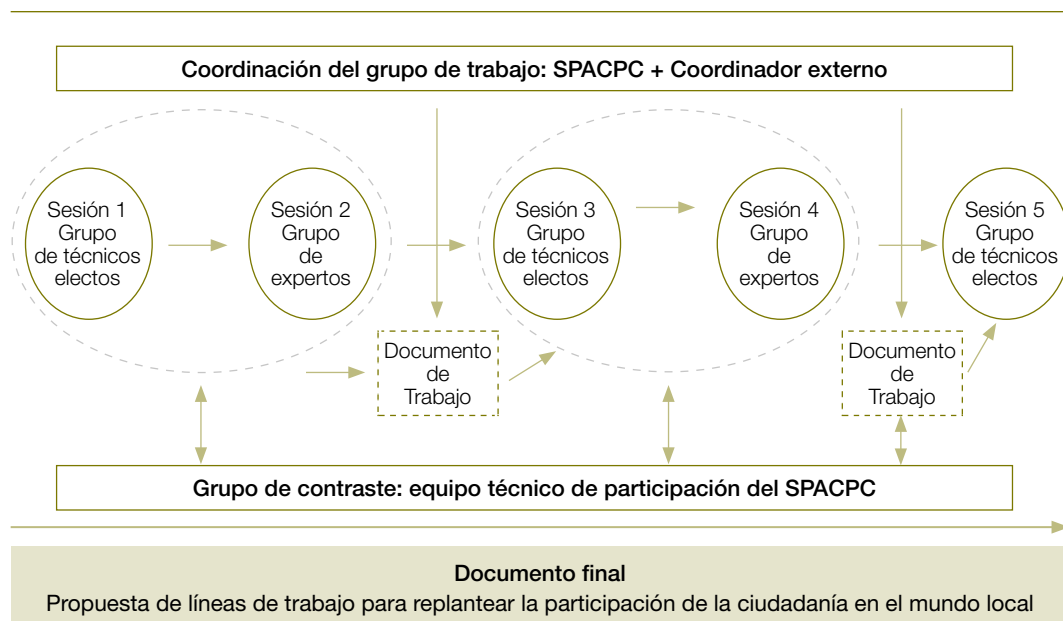 Coordinación del grupo de trabajo: SPACPC + Coordinador externo
Sesión 1
Grupo
de técnicos
electos
Sesión 2
Grupo
de
expertos
Sesión 3
Grupo
de técnicos
electos
Sesión 4
Grupo
de
expertos
Sesión 5
Grupo
de técnicos
electos
Documento
de
Trabajo
Documento
de
Trabajo
Grupo de contraste: equipo técnico de participación del SPACPC
Documento final
Propuesta de líneas de trabajo para replantear la participación de la ciudadanía en el mundo local